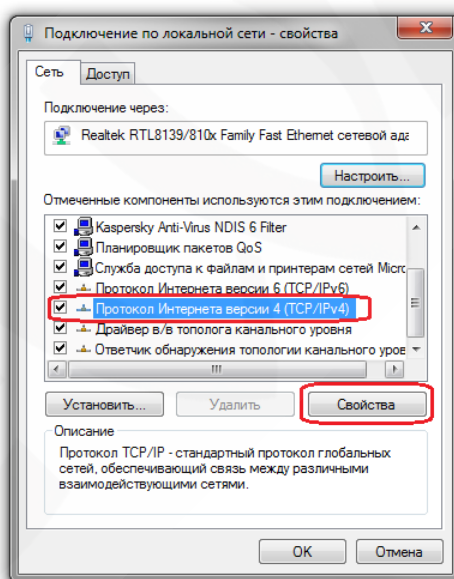 Подключение по локальной сети - свойства
Сеть
Доступ
Подключение через:
Realtek RTL8139/810x Family Fast Ethernet сетевой ада
Настроить...
Отмеченные компоненты используются этим подключением:
Kaspersky Anti-Virus NDIS 6 Filter
Планировщик пакетов QoS
Служба доступа к файлам и принтерам сетей Micro
Протокол Интернета версии 6 (TCP/IPv6)
Протокол Интернета версии 4 (TCP/IPv4)
Драйвер в/в тополога канального уровня
Ответчик обнаружения топологии канального уров
Установить...
Удалить
Свойства
Описание
Протокол TCP/IP - стандартный протокол глобальных
сетей, обеспечивающий связь между различными
взаимодействующими сетями.
ОК
Отмена